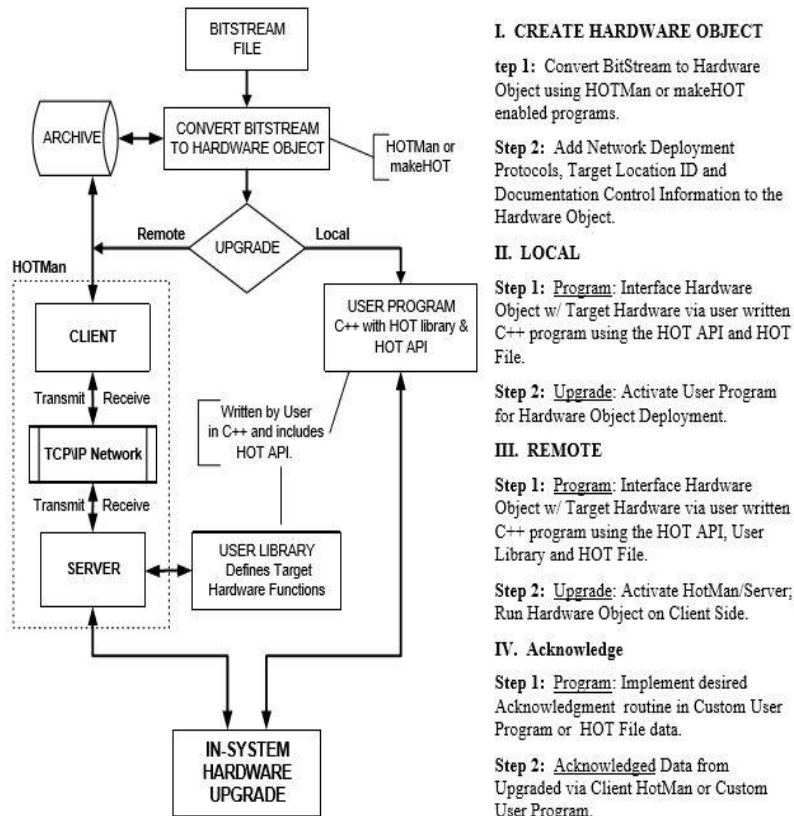 BITSTREAM
FILE
ARCHIVE
CONVERT BITSTREAM
TO HARDWARE OBJECT
HOTMan or
makeHOT
Remote
UPGRADE
Local
HOTMan
CLIENT
USER PROGRAM
C++ with HOT library &
HOT API
Transmit
Receive
Written by User
in C++ and includes
HOT API.
TCP\IP Network
Transmit
Receive
SERVER
USER LIBRARY
Defines Target
Hardware Functions
IN-SYSTEM
HARDWARE
UPGRADE
I. CREATE HARDWARE OBJECT
tep 1: Convert BitStream to Hardware
Object using HOTMan or makeHOT
enabled programs.
Step 2: Add Network Deployment
Protocols, Target Location ID and
Documentation Control Information to the
Hardware Object.
II. LOCAL
Step 1: Program: Interface Hardware
Object w/ Target Hardware via user written
C++ program using the HOT API and HOT
File.
Step 2: Upgrade: Activate User Program
for Hardware Object Deployment.
III. REMOTE
Step 1: Program: Interface Hardware
Object w/ Target Hardware via user written
C++ program using the HOT API, User
Library and HOT File.
Step 2: Upgrade: Activate HotMan/Server;
Run Hardware Object on Client Side.
IV. Acknowledge
Step 1: Program: Implement desired
Acknowledgment routine in Custom User
Program or HOT File data.
Step 2: Acknowledged Data from
Upgraded via Client HotMan or Custom
User Program.